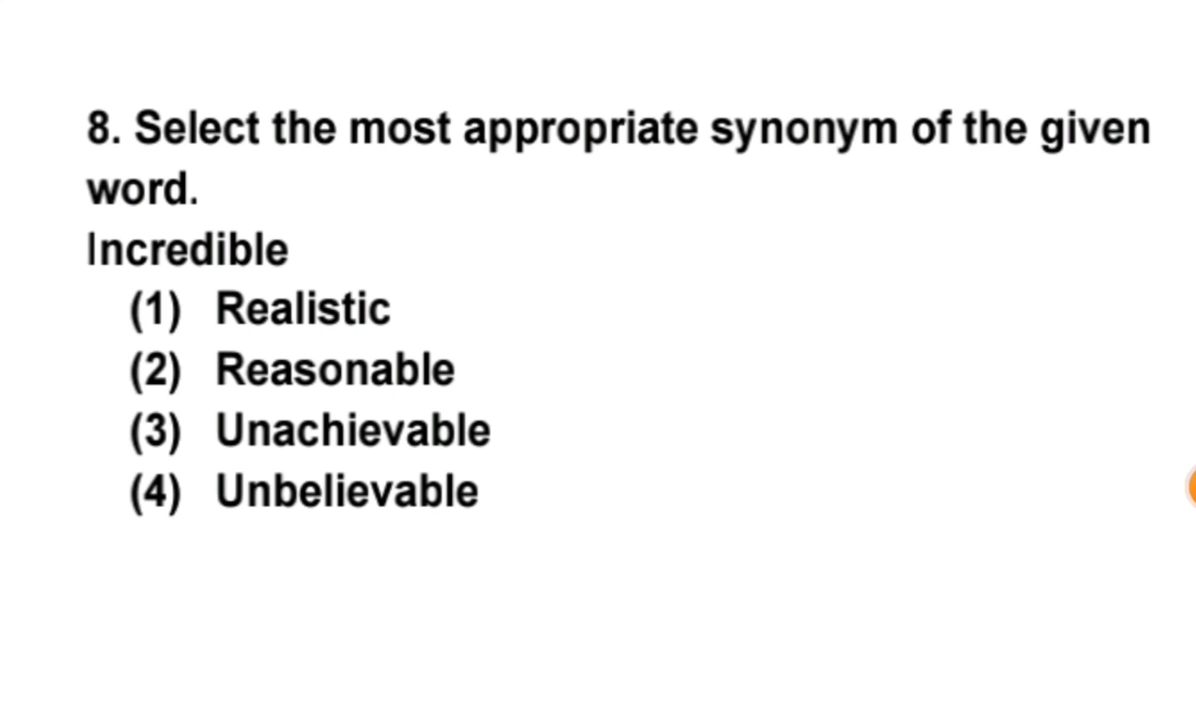 8. Select the most appropriate synonym of the given
word.
Incredible
(1) Realistic
(2) Reasonable
(3) Unachievable
(4) Unbelievable